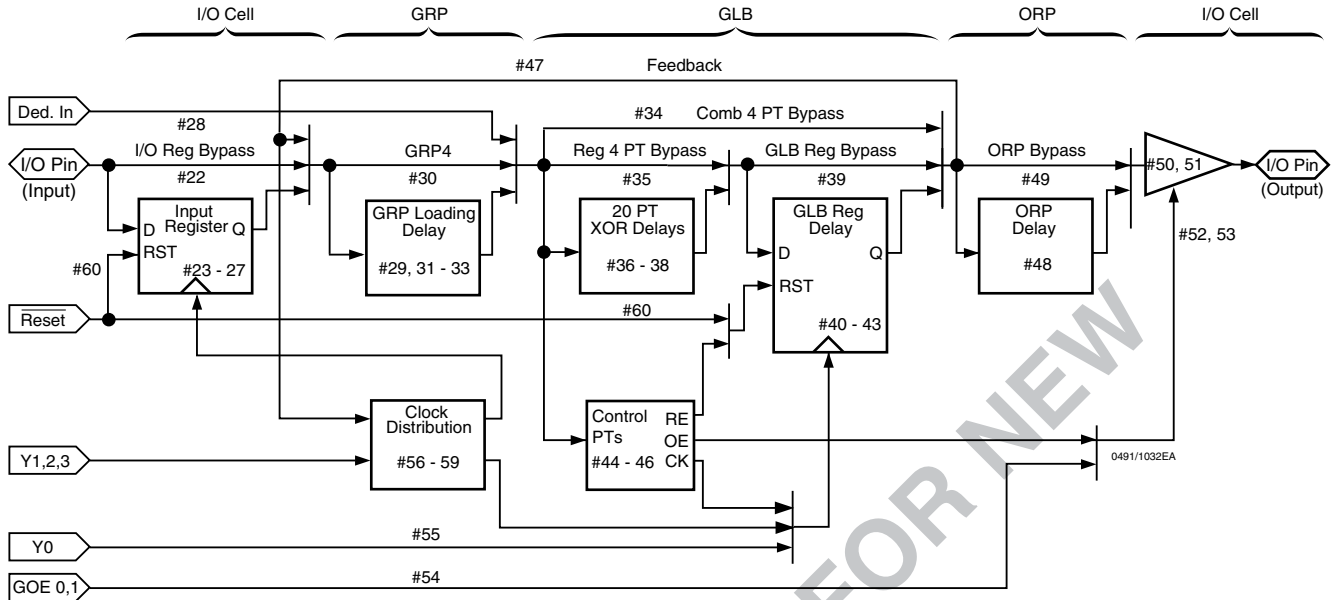 I/O Cell GRP GLB ORP I/O Cell
#47 Feedback
Ded. In
#34 Comb 4 PT Bypass
#28
I/O Pin
(Input)
I/O Reg Bypass
#22
GRP4
#30
Reg 4 PT Bypass
#35
GLB Reg Bypass
#39
ORP Bypass
#49
#50, 51
I/O Pin
(Output)
Input
Register
D
Q
RST
#23 - 27
#60
GRP Loading
Delay
#29, 31 - 33
20 PT
XOR Delays
#36 - 38
GLB Reg
Delay
D
Q
RST
#40 - 43
ORP
Delay
#48
#52, 53
Reset
#60
Clock
Distribution
#56 - 59
Control
PTs
#44 - 46
RE
OE
CK
0491/1032EA
Y1,2,3
Y0
#55
GOE 0,1
#54
FOR NEW